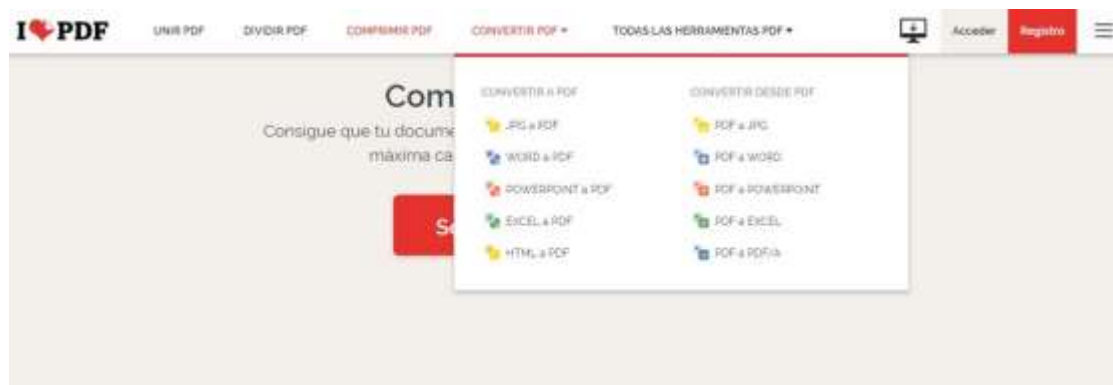 I PDF
UNIR PDF
DIVIDIR PDF
COMPRIMIR PDF
CONVERTIR PDF
TODAS LAS HERRAMIENTAS PDF
Acceder
Registro
Com
Consigue que tu docume
máxima ca
Se
CONVERTIR A PDF
JPG a PDF
WORD a PDF
POWERPOINT a PDF
EXCEL a PDF
HTML a PDF
CONVERTIR DESDE PDF
PDF a JPG
PDF a WORD
PDF a POWERPOINT
PDF a EXCEL
PDF a PDF/A